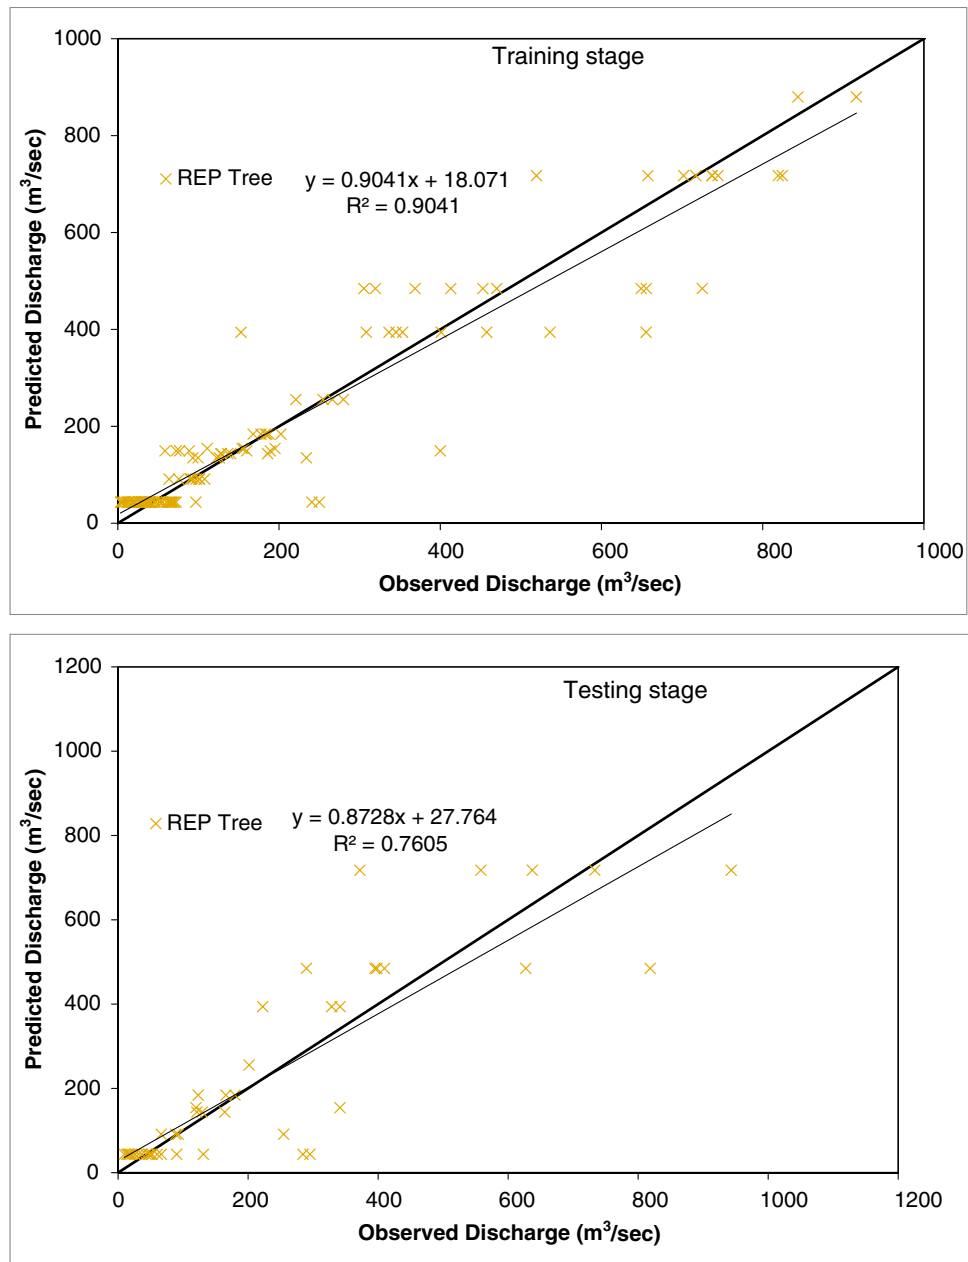 Training stage
1000
800
600
400
200
0
Predicted Discharge (m³/sec)
REP Tree
y = 0.9041x + 18.071
R² = 0.9041
0 200 400 600 800 1000
Observed Discharge (m³/sec)
Testing stage
1200
1000
800
600
400
200
0
Predicted Discharge (m³/sec)
REP Tree
y = 0.8728x + 27.764
R² = 0.7605
0 200 400 600 800 1000 1200
Observed Discharge (m³/sec)